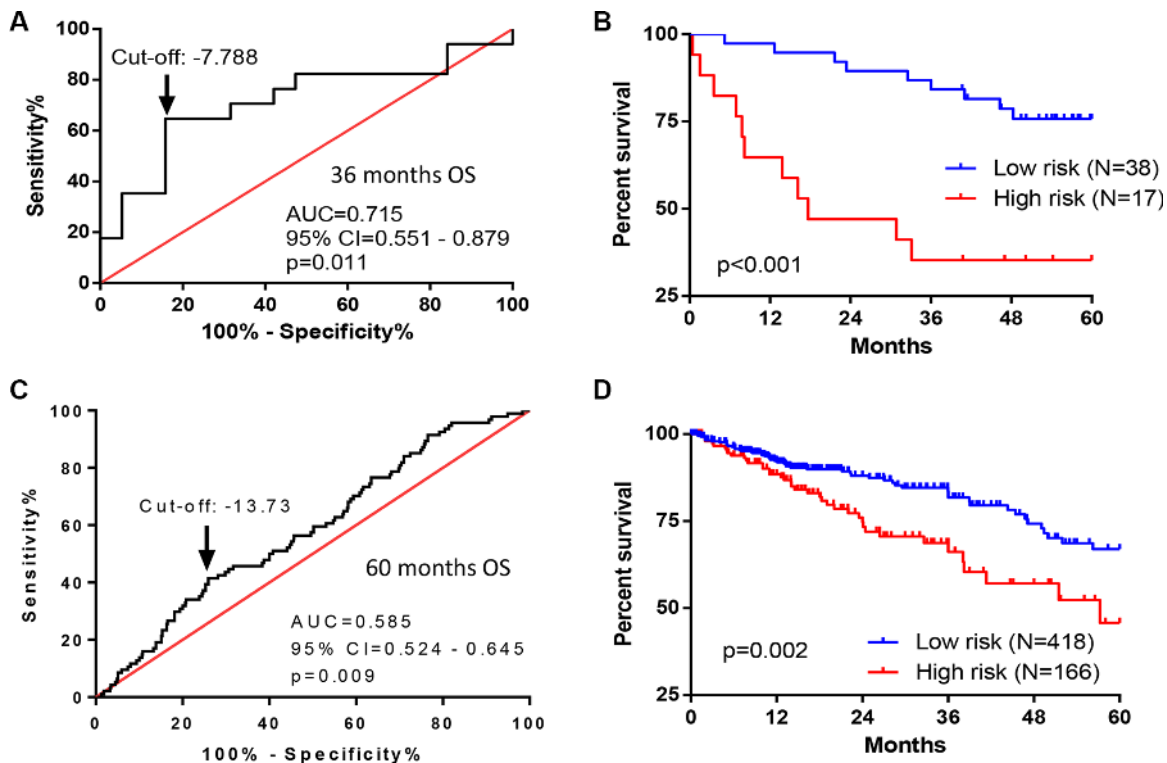 A
100
80
60
40
20
0
Sensitivity%
Cut-off: -7.788
36 months OS
AUC=0.715
95% CI=0.551 - 0.879
p=0.011
0 20 40 60 80 100
100% - Specificity%
B
100
75
50
25
Percent survival
Low risk (N=38)
High risk (N=17)
p<0.001
0 12 24 36 48 60
Months
C
100
80
60
40
20
0
Sensitivity%
Cut-off: -13.73
60 months OS
AUC=0.585
95% CI=0.524 - 0.645
p=0.009
0 20 40 60 80 100
100% - Specificity%
D
100
75
50
25
Percent survival
p=0.002
Low risk (N=418)
High risk (N=166)
0 12 24 36 48 60
Months